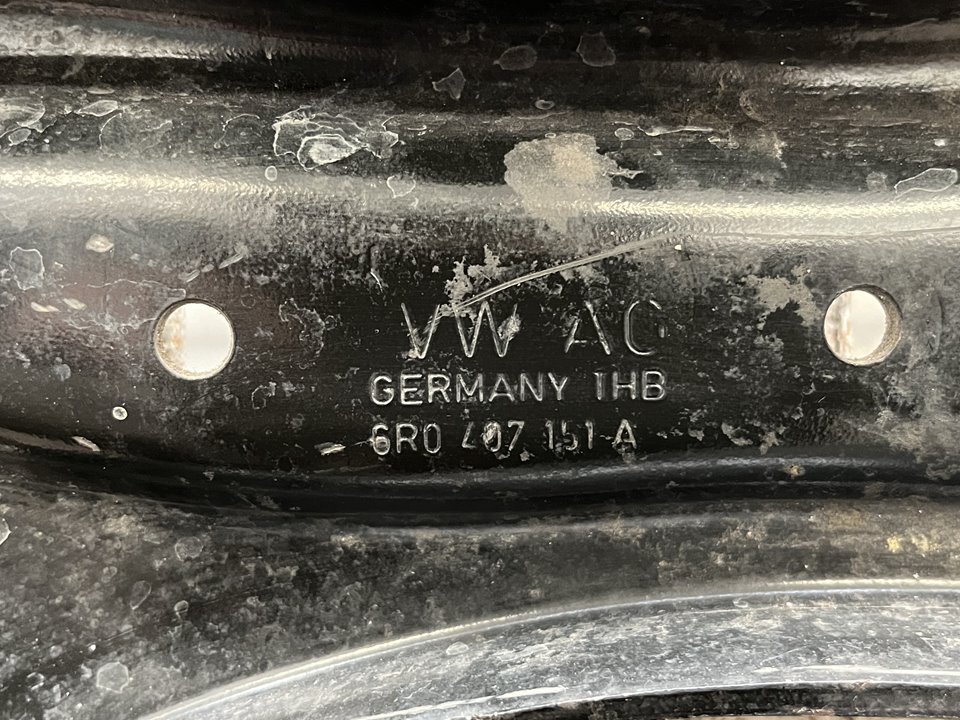 VW AG
GERMANY THB
6R0 407 151 A